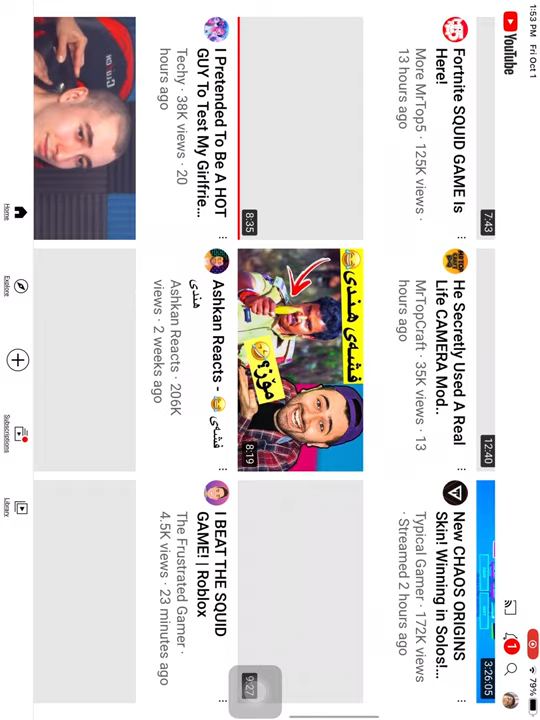 1:53 PM Fri Oct 1
79%
YouTube
1
7:43
12:40
3:26:05
Fortnite SQUID GAME Is
Here!
More MrTop5 · 125K views ·
13 hours ago
He Secretly Used A Real
Life CAMERA Mod..
MrTopCraft · 35K views · 13
hours ago
New CHAOS ORIGINS
Skin! Winning in Solos!...
Typical Gamer · 172K views
· Streamed 2 hours ago
8:35
فشەی هندی
مۆزو؟
8:19
9:27
I Pretended To Be A HOT
GUY To Test My Girlfrie...
Techy · 38K views · 20
hours ago
Ashkan Reacts - 😂 فشەی
هندی
Ashkan Reacts · 206K
views · 2 weeks ago
I BEAT THE SQUID
GAME! | Roblox
The Frustrated Gamer ·
4.5K views · 23 minutes ago
Home
Explore
Subscriptions
Library